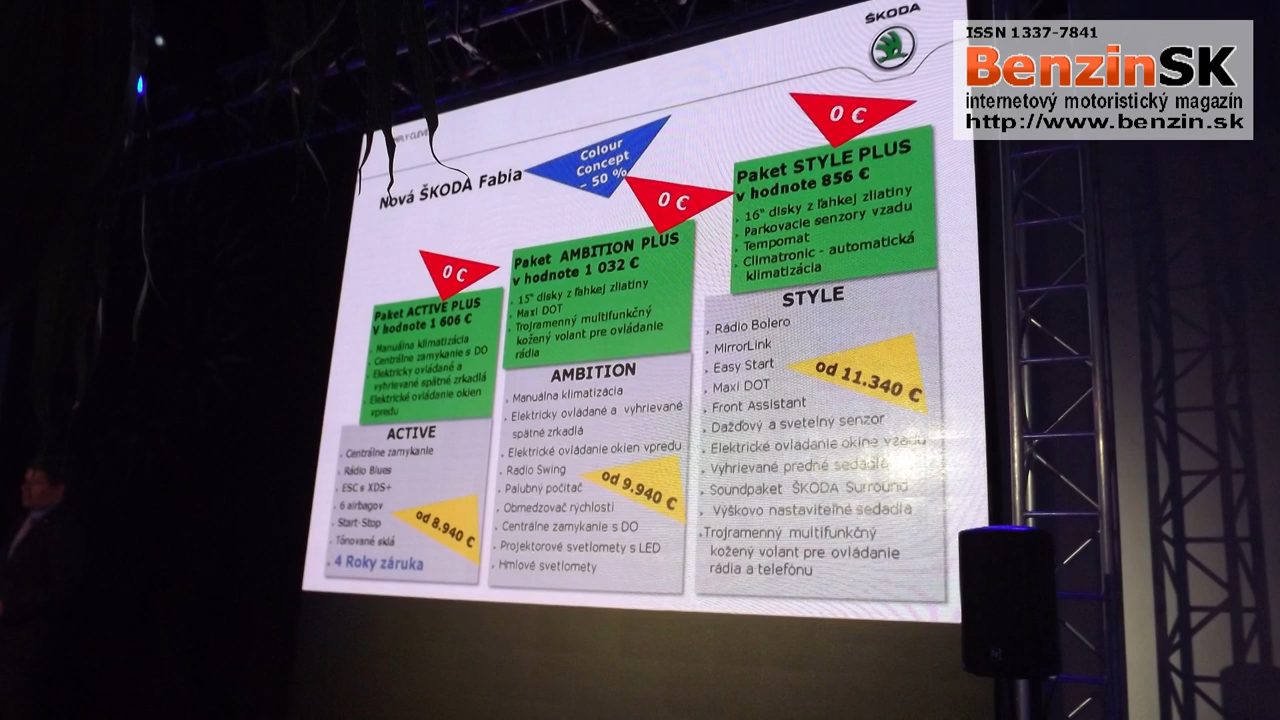 ŠKODA
ISSN 1337-7841
BenzinSK
internetový motoristický magazín
http://www.benzin.sk
Nová ŠKODA Fabia
Colour
Concept
- 50 %
0 €
Paket ACTIVE PLUS
V hodnote 1 606 €
Manuálna klimatizácia
Centrálne zamykanie s DO
Elektricky ovládané a
vyhrievané spätné zrkadlá
Elektrické ovládanie okien
vpredu
ACTIVE
Centrálne zamykanie
Rádio Blues
ESC s XDS+
6 airbagov
Start-Stop
Tónované sklá
4 Roky záruka
od 8.940 €
0 €
Paket AMBITION PLUS
v hodnote 1 032 €
15" disky z ľahkej zliatiny
Maxi DOT
Trojramenný multifunkčný
kožený volant pre ovládanie
rádia
AMBITION
Manuálna klimatizácia
Elektricky ovládané a vyhrievané
spätné zrkadlá
Elektrické ovládanie okien vpredu
Radio Swing
Palubný počítač
Obmedzovač rýchlosti
Centrálne zamykanie s DO
Projektorové svetlomety s LED
Hmlové svetlomety
od 9.940 €
0 €
Paket STYLE PLUS
v hodnote 856 €
16" disky z ľahkej zliatiny
Parkovacie senzory vzadu
Tempomat
Climatronic - automatická
klimatizácia
STYLE
Rádio Bolero
MirrorLink
Easy Start
Maxi DOT
Front Assistant
Dažďový a svetelný senzor
Elektrické ovládanie okine vzadu
Vyhrievané predné sedadlá
Soundpaket ŠKODA Surround
Výškovo nastaviteľné sedadlá
Trojramenný multifunkčný
kožený volant pre ovládanie
rádia a telefónu
od 11.340 €